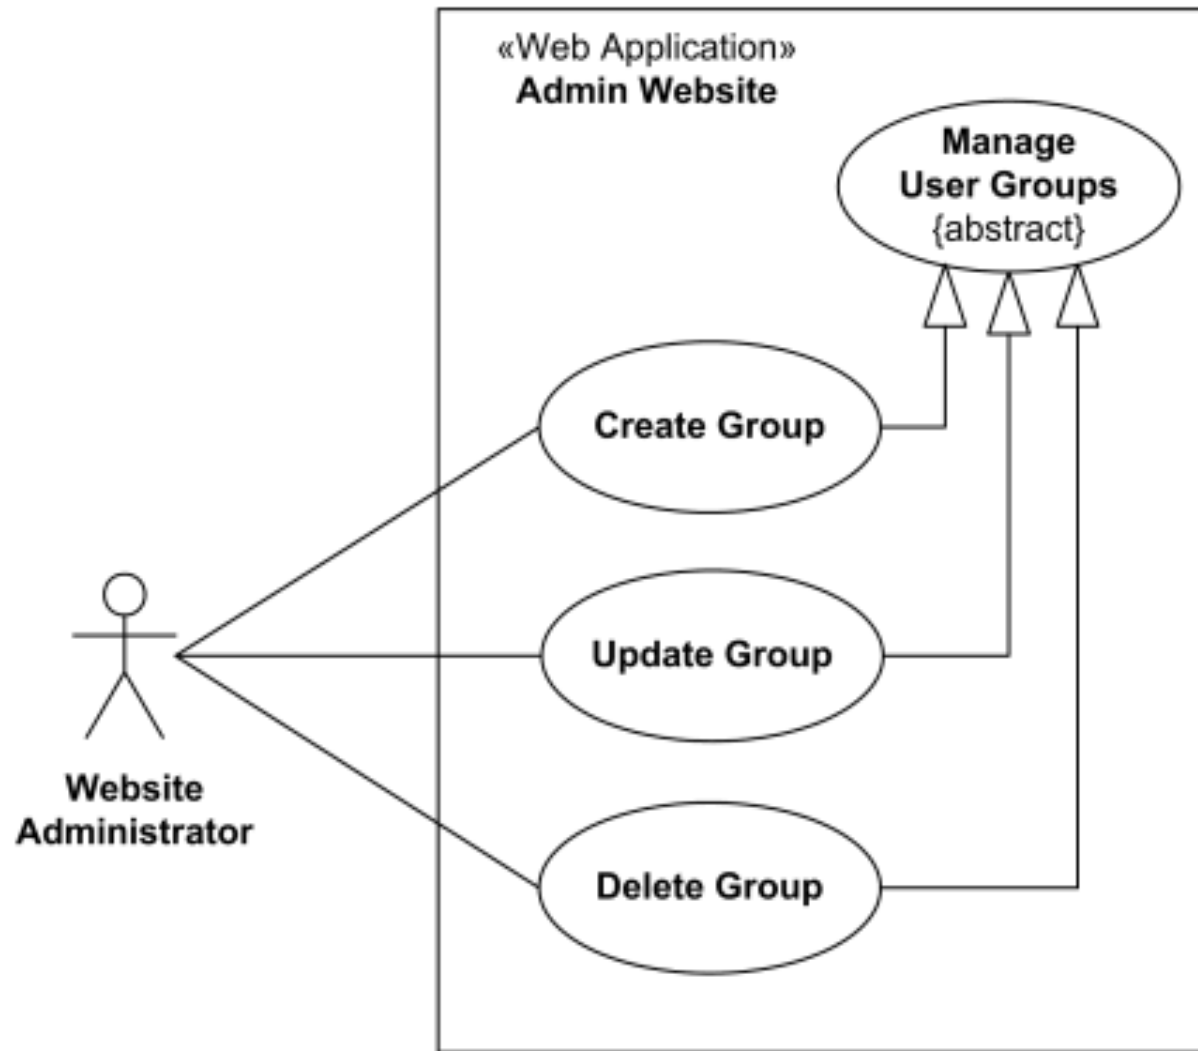 «Web Application»
Admin Website
Manage
User Groups
{abstract}
Create Group
Update Group
Website
Administrator
Delete Group